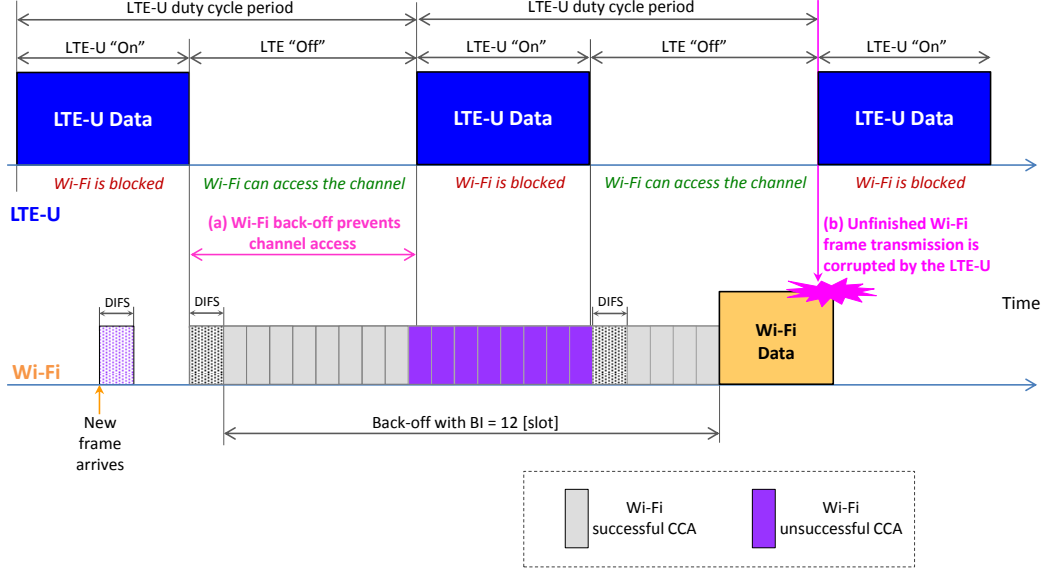 LTE-U duty cycle period
LTE-U duty cycle period
LTE-U “On”
LTE “Off”
LTE-U “On”
LTE “Off”
LTE-U “On”
LTE-U Data
LTE-U Data
LTE-U Data
Wi-Fi is blocked
Wi-Fi can access the channel
Wi-Fi is blocked
Wi-Fi can access the channel
Wi-Fi is blocked
LTE-U
(a) Wi-Fi back-off prevents
channel access
(b) Unfinished Wi-Fi
frame transmission is
corrupted by the LTE-U
DIFS
DIFS
DIFS
Time
Wi-Fi
Data
Wi-Fi
New
frame
arrives
Back-off with BI = 12 [slot]
Wi-Fi
successful CCA
Wi-Fi
unsuccessful CCA